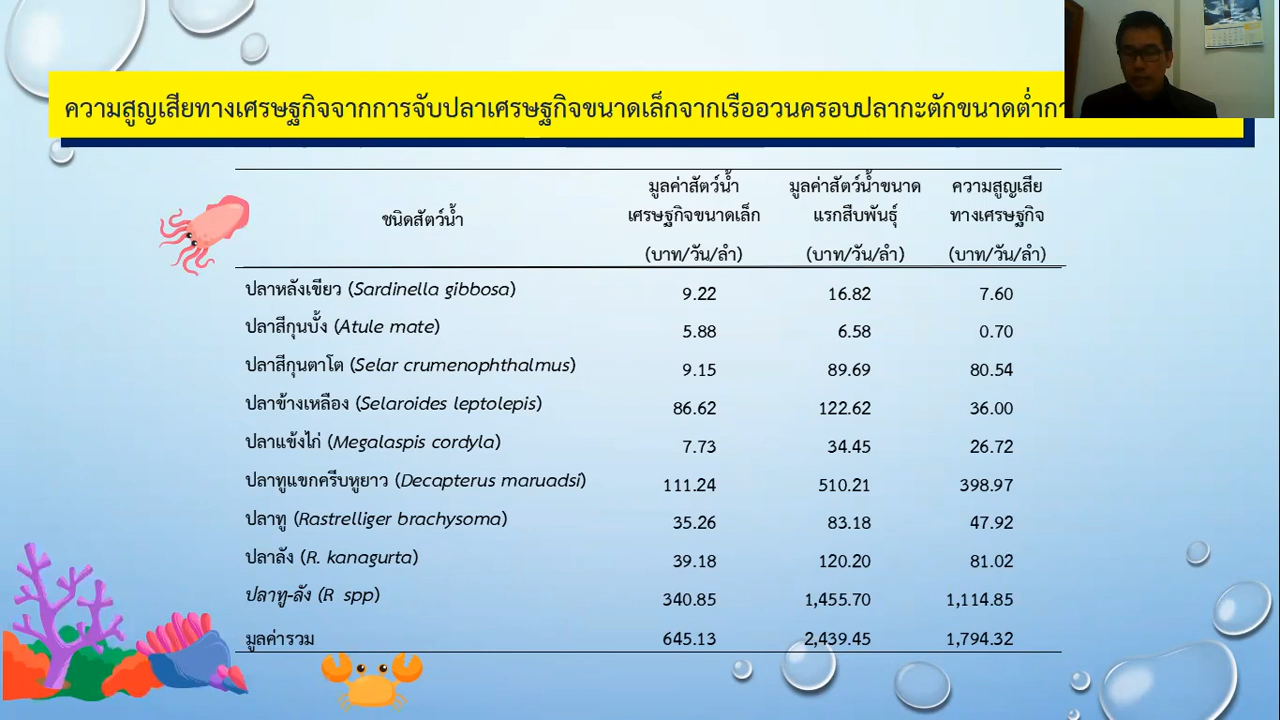 ความสูญเสียทางเศรษฐกิจจากการจับปลาเศรษฐกิจขนาดเล็กจากเรืออวนครอบปลากะตักขนาดต่ำกว
ชนิดสัตว์น้ำ มูลค่าสัตว์น้ำเศรษฐกิจขนาดเล็ก (บาท/วัน/ลำ) มูลค่าสัตว์น้ำขนาดแรกสืบพันธุ์ (บาท/วัน/ลำ) ความสูญเสียทางเศรษฐกิจ (บาท/วัน/ลำ)
ปลาหลังเขียว (Sardinella gibbosa) 9.22 16.82 7.60
ปลาสีกุนบั้ง (Atule mate) 5.88 6.58 0.70
ปลาสีกุนตาโต (Selar crumenophthalmus) 9.15 89.69 80.54
ปลาข้างเหลือง (Selaroides leptolepis) 86.62 122.62 36.00
ปลาแข้งไก่ (Megalaspis cordyla) 7.73 34.45 26.72
ปลาทูแขกครีบหูยาว (Decapterus maruadsi) 111.24 510.21 398.97
ปลาทู (Rastrelliger brachysoma) 35.26 83.18 47.92
ปลาลัง (R. kanagurta) 39.18 120.20 81.02
ปลาทู-ลัง (R spp) 340.85 1,455.70 1,114.85
มูลค่ารวม 645.13 2,439.45 1,794.32